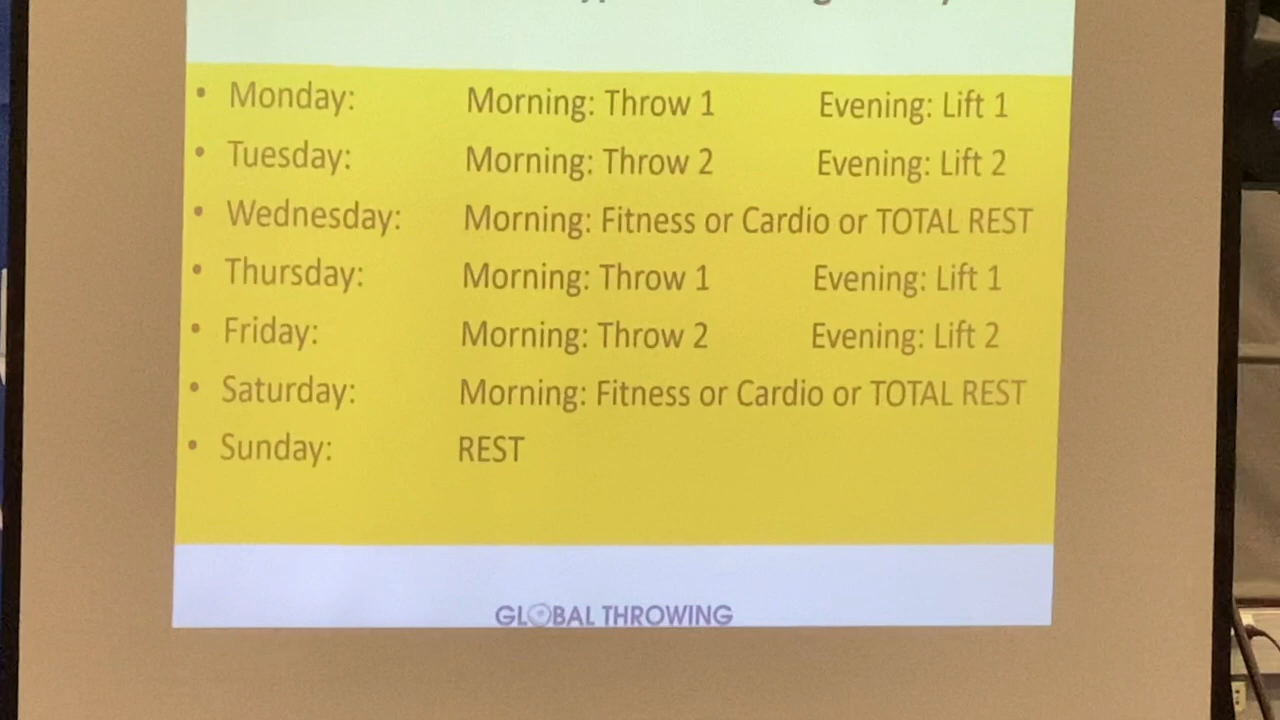 • Monday: Morning: Throw 1 Evening: Lift 1
• Tuesday: Morning: Throw 2 Evening: Lift 2
• Wednesday: Morning: Fitness or Cardio or TOTAL REST
• Thursday: Morning: Throw 1 Evening: Lift 1
• Friday: Morning: Throw 2 Evening: Lift 2
• Saturday: Morning: Fitness or Cardio or TOTAL REST
• Sunday: REST
GLOBAL THROWING